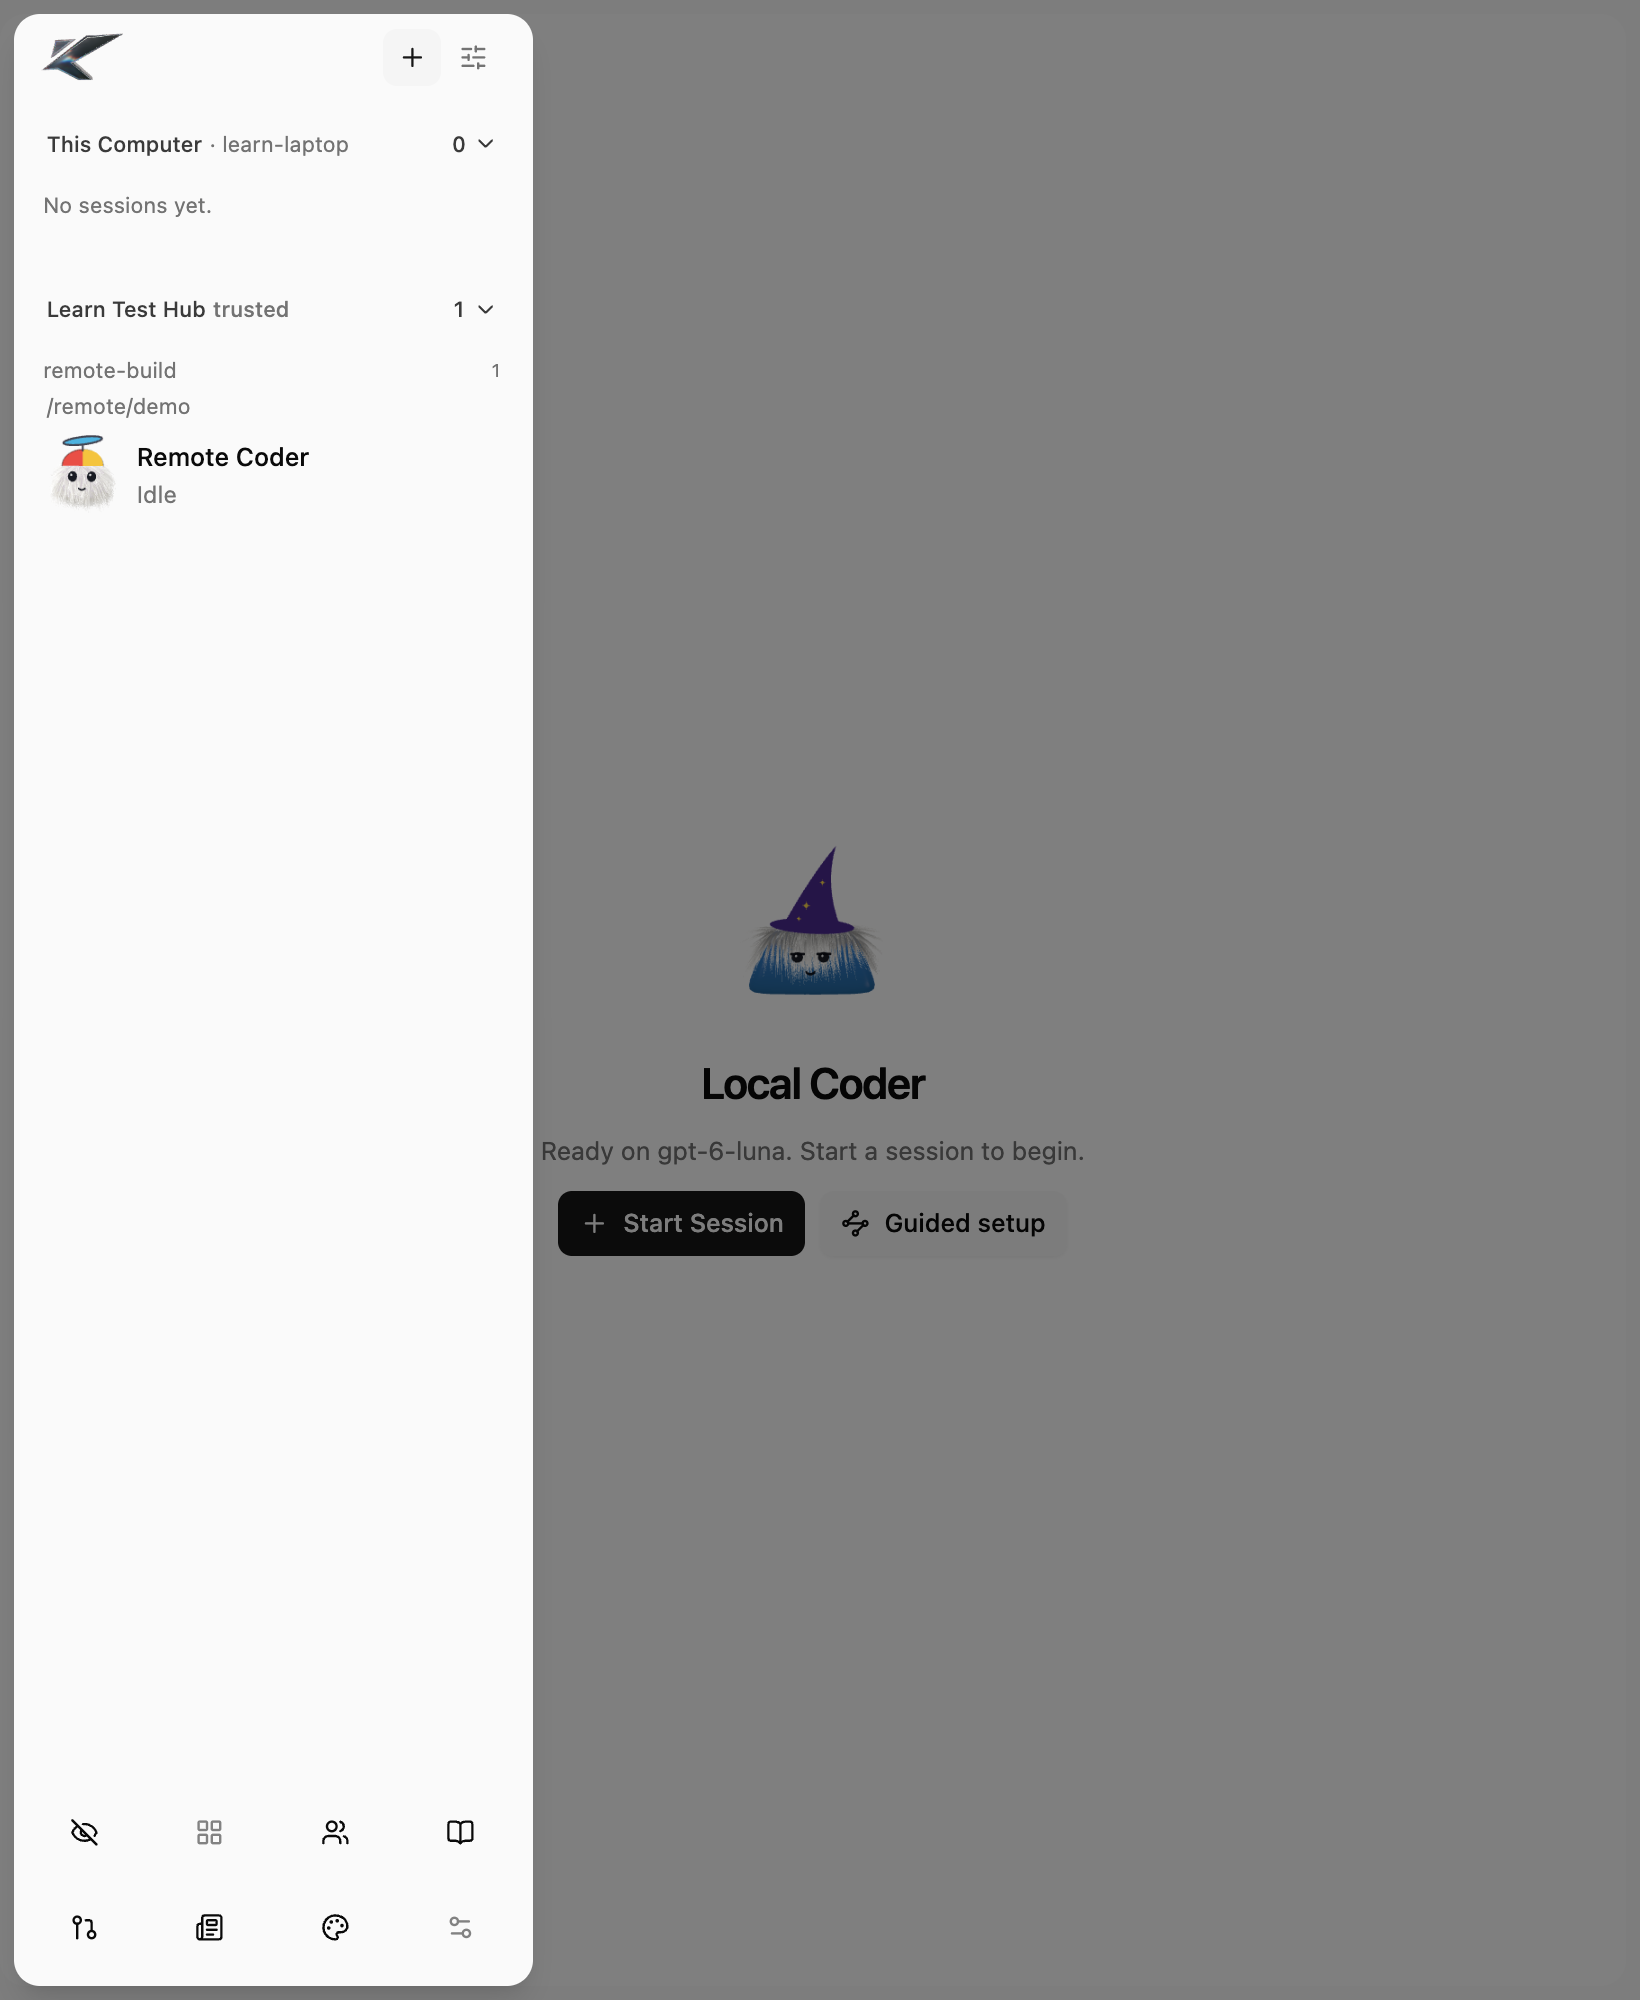 This Computer · learn-laptop 0
No sessions yet.
Learn Test Hub trusted 1
remote-build 1
/remote/demo
Remote Coder
Idle
Local Coder
Ready on gpt-6-luna. Start a session to begin.
Start Session
Guided setup